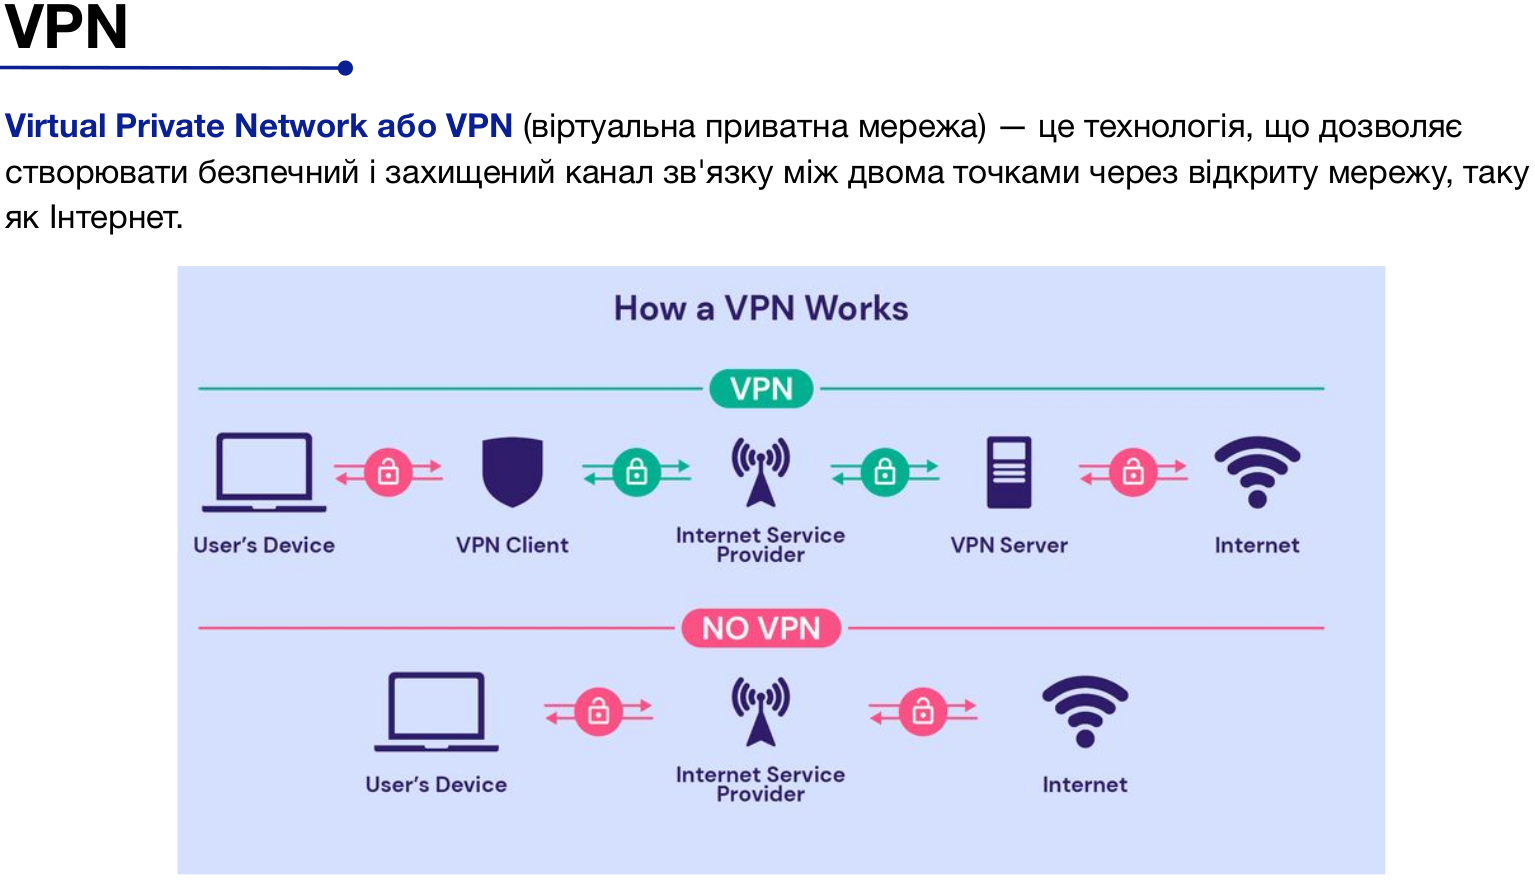 VPN
Virtual Private Network або VPN (віртуальна приватна мережа) — це технологія, що дозволяє
створювати безпечний і захищений канал зв'язку між двома точками через відкриту мережу, таку
як Інтернет.
How a VPN Works
VPN
User's Device
VPN Client
Internet Service
Provider
VPN Server
Internet
NO VPN
User's Device
Internet Service
Provider
Internet